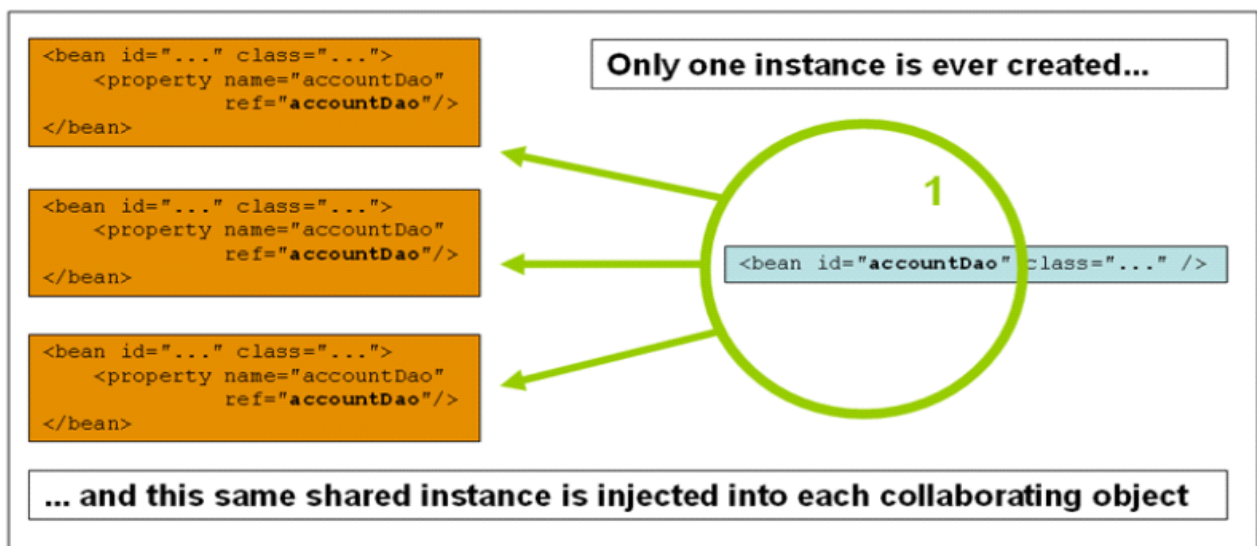 <bean id="..." class="...">
<property name="accountDao"
ref="accountDao"/>
</bean>
Only one instance is ever created...
<bean id="..." class="...">
<property name="accountDao"
ref="accountDao"/>
</bean>
1
<bean id="accountDao" class="..." />
<bean id="..." class="...">
<property name="accountDao"
ref="accountDao"/>
</bean>
... and this same shared instance is injected into each collaborating object